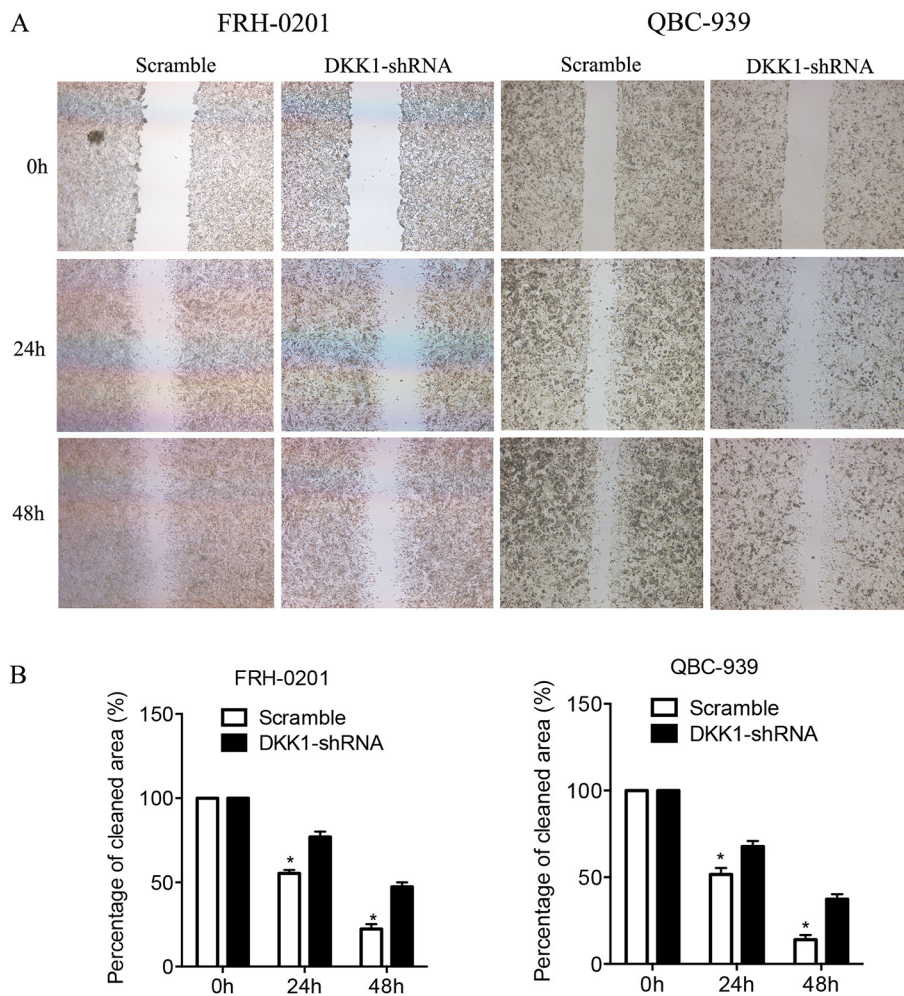 A
FRH-0201
QBC-939
Scramble
DKK1-shRNA
Scramble
DKK1-shRNA
0h
24h
48h
B
FRH-0201
Scramble
DKK1-shRNA
Percentage of cleaned area (%)
150
100
50
0
*
*
0h
24h
48h
QBC-939
Scramble
DKK1-shRNA
Percentage of cleaned area (%)
150
100
50
0
*
*
0h
24h
48h